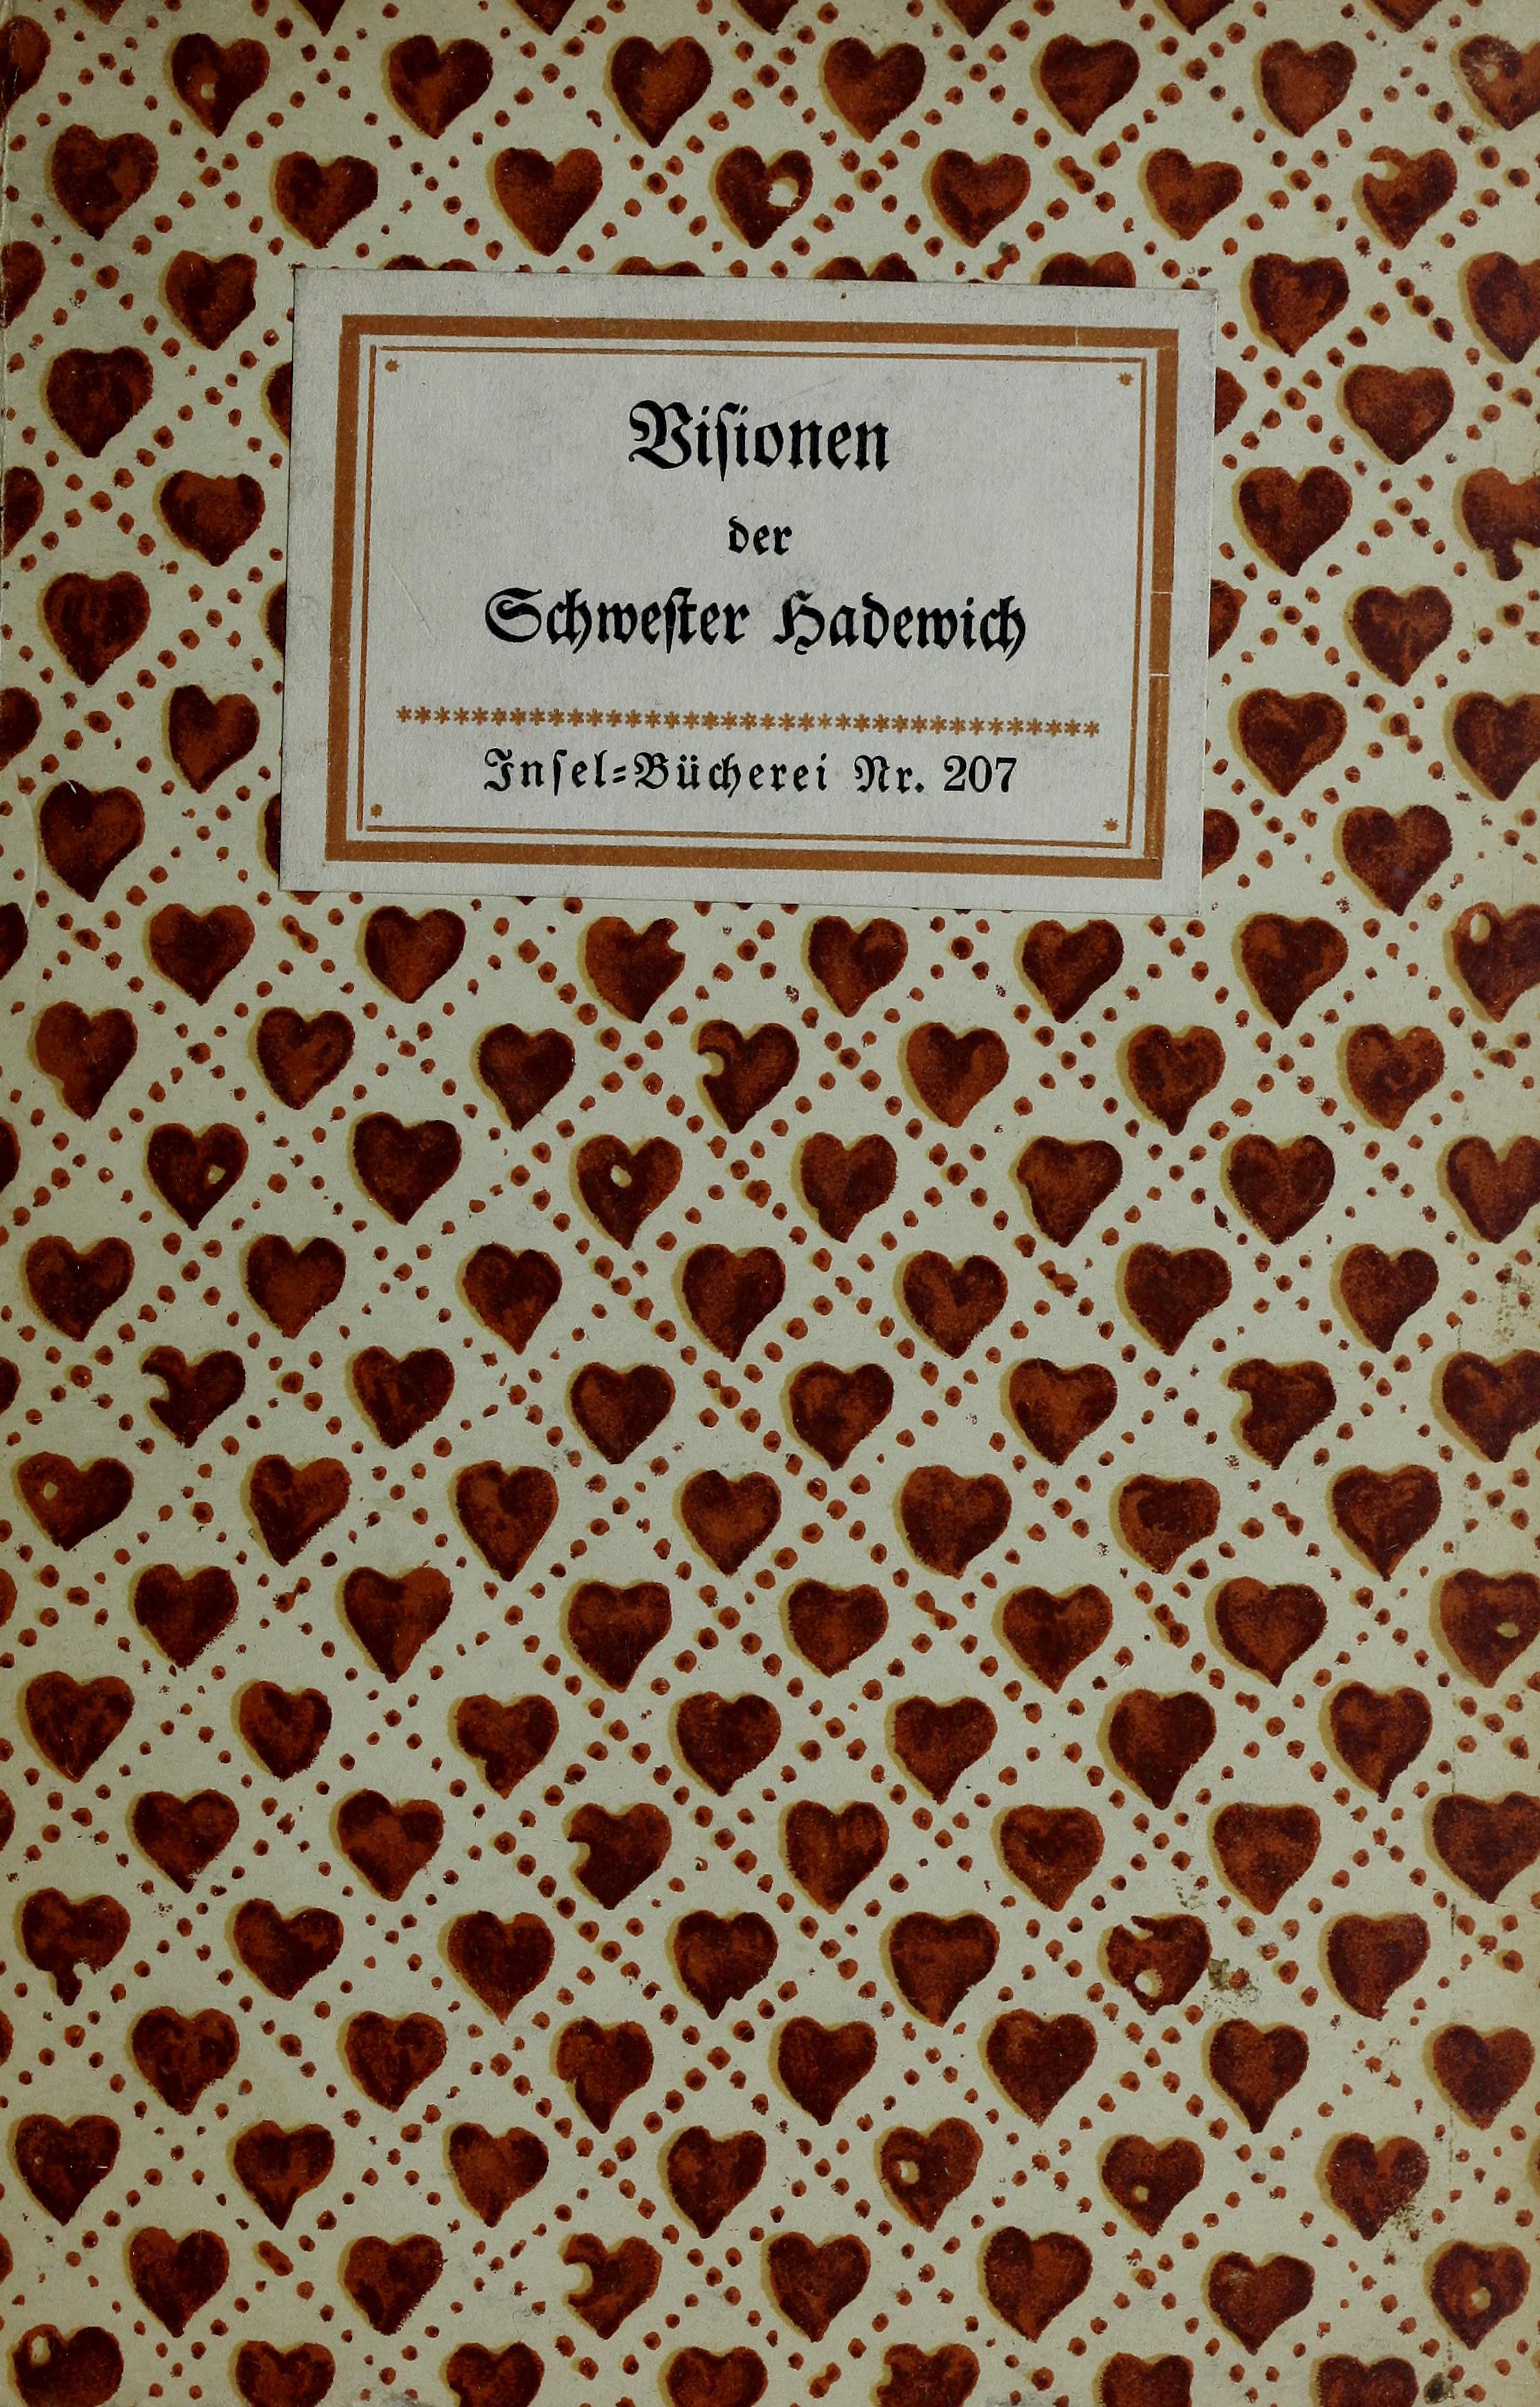 Viſionen
der
Schweſter Hadewich
Inſel-Bücherei Nr. 207